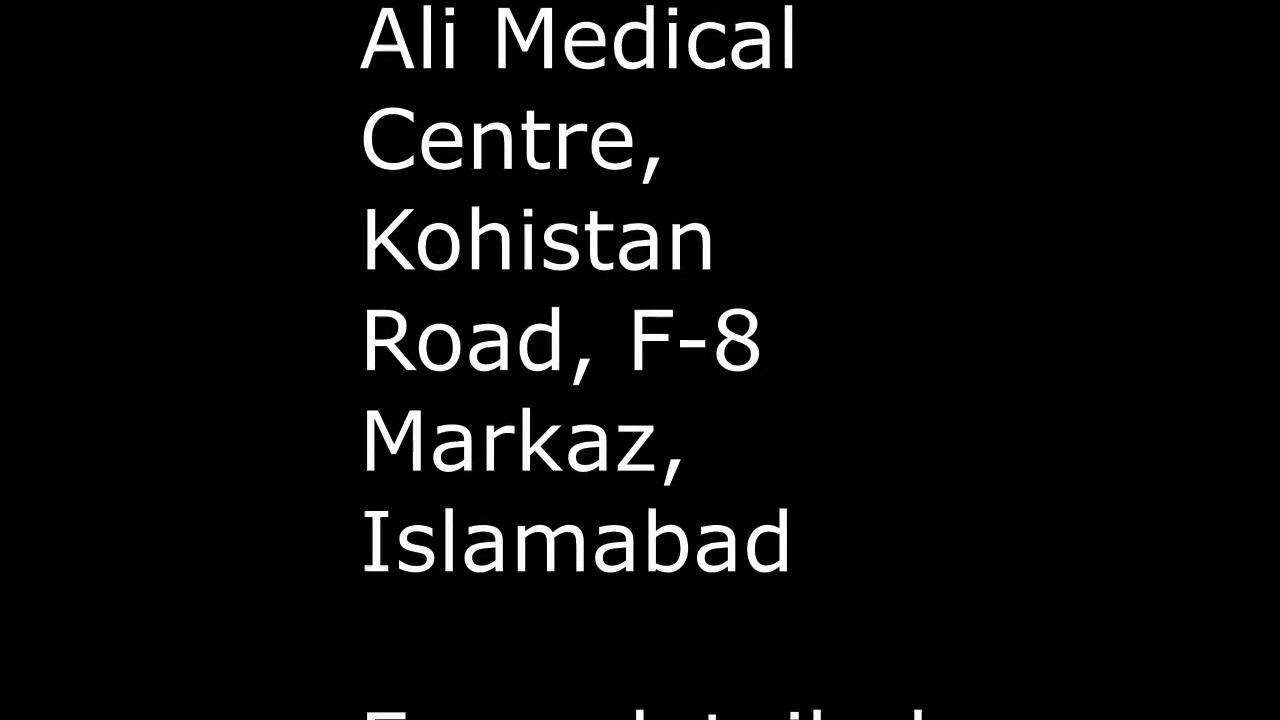 Ali Medical
Centre,
Kohistan
Road, F-8
Markaz,
Islamabad